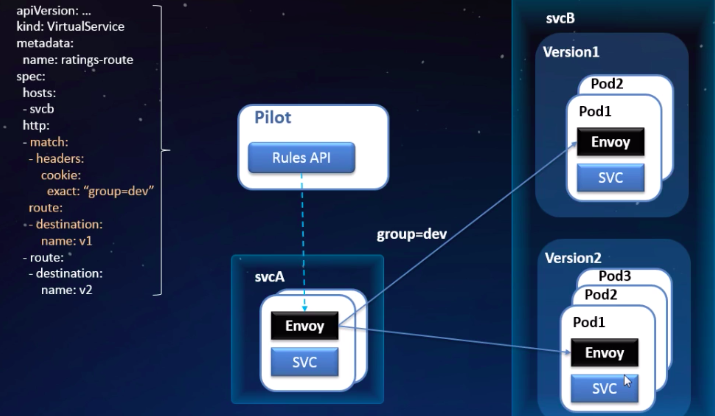 apiVersion: ...
kind: VirtualService
metadata:
name: ratings-route
spec:
hosts:
- svcb
http:
- match:
- headers:
cookie:
exact: “group=dev”
route:
- destination:
name: v1
- route:
- destination:
name: v2
Pilot
Rules API
group=dev
svcA
Envoy
SVC
svcB
Version1
Pod2
Pod1
Envoy
SVC
Version2
Pod3
Pod2
Pod1
Envoy
SVC